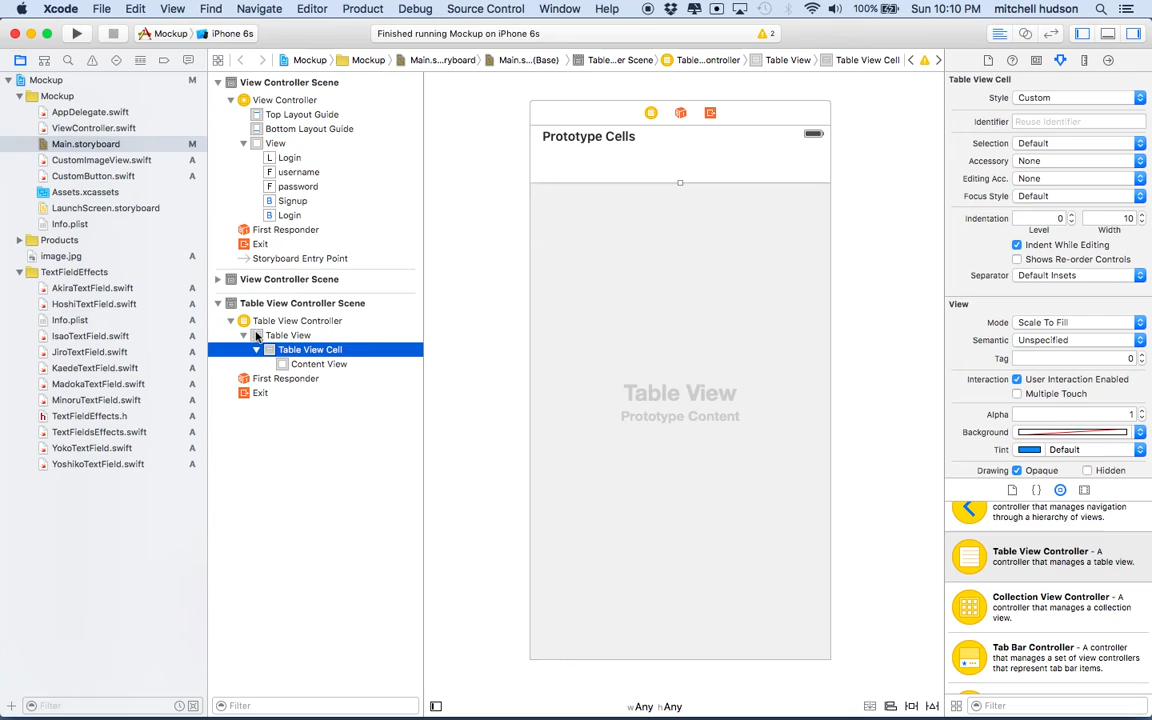 Xcode File Edit View Find Navigate Editor Product Debug Source Control Window Help 100% Sun 10:10 PM mitchell hudson
Mockup iPhone 6s Finished running Mockup on iPhone 6s 2
Mockup Mockup Main.s...ryboard Main.s...(Base) Table...er Scene) Table...ontroller Table View Table View Cell
Mockup
Mockup
AppDelegate.swift
ViewController.swift
Main.storyboard M
CustomImageView.swift A
CustomButton.swift A
Assets.xcassets
LaunchScreen.storyboard
Info.plist
Products
image.jpg A
TextFieldEffects
AkiraTextField.swift A
HoshiTextField.swift A
Info.plist A
IsaoTextField.swift A
JiroTextField.swift A
KaedeTextField.swift A
MadokaTextField.swift A
MinoruTextField.swift A
TextFieldEffects.h A
TextFieldsEffects.swift A
YokoTextField.swift A
YoshikoTextField.swift A
Filter
View Controller Scene
View Controller
Top Layout Guide
Bottom Layout Guide
View
L Login
F username
F password
B Signup
B Login
First Responder
Exit
Storyboard Entry Point
View Controller Scene
Table View Controller Scene
Table View Controller
Table View
Table View Cell
Content View
First Responder
Exit
Filter
Prototype Cells
Table View
Prototype Content
wAny hAny
Table View Cell
Style Custom
Identifier Reuse Identifier
Selection Default
Accessory None
Editing Acc. None
Focus Style Default
Indentation 0 10
Level Width
Indent While Editing
Shows Re-order Controls
Separator Default Insets
View
Mode Scale To Fill
Semantic Unspecified
Tag 0
Interaction User Interaction Enabled
Multiple Touch
Alpha 1
Background
Tint Default
Drawing Opaque Hidden
controller that manages navigation
through a hierarchy of views.
Table View Controller - A
controller that manages a table view.
Collection View Controller - A
controller that manages a collection
view.
Tab Bar Controller - A controller
that manages a set of view controllers
that represent tab bar items.
Filter